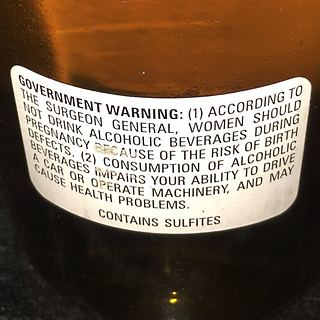 GOVERNMENT WARNING: (1) ACCORDING TO
THE SURGEON GENERAL, WOMEN SHOULD
NOT DRINK ALCOHOLIC BEVERAGES DURING
PREGNANCY BECAUSE OF THE RISK OF BIRTH
DEFECTS. (2) CONSUMPTION OF ALCOHOLIC
BEVERAGES IMPAIRS YOUR ABILITY TO DRIVE
A CAR OR OPERATE MACHINERY, AND MAY
CAUSE HEALTH PROBLEMS.
CONTAINS SULFITES